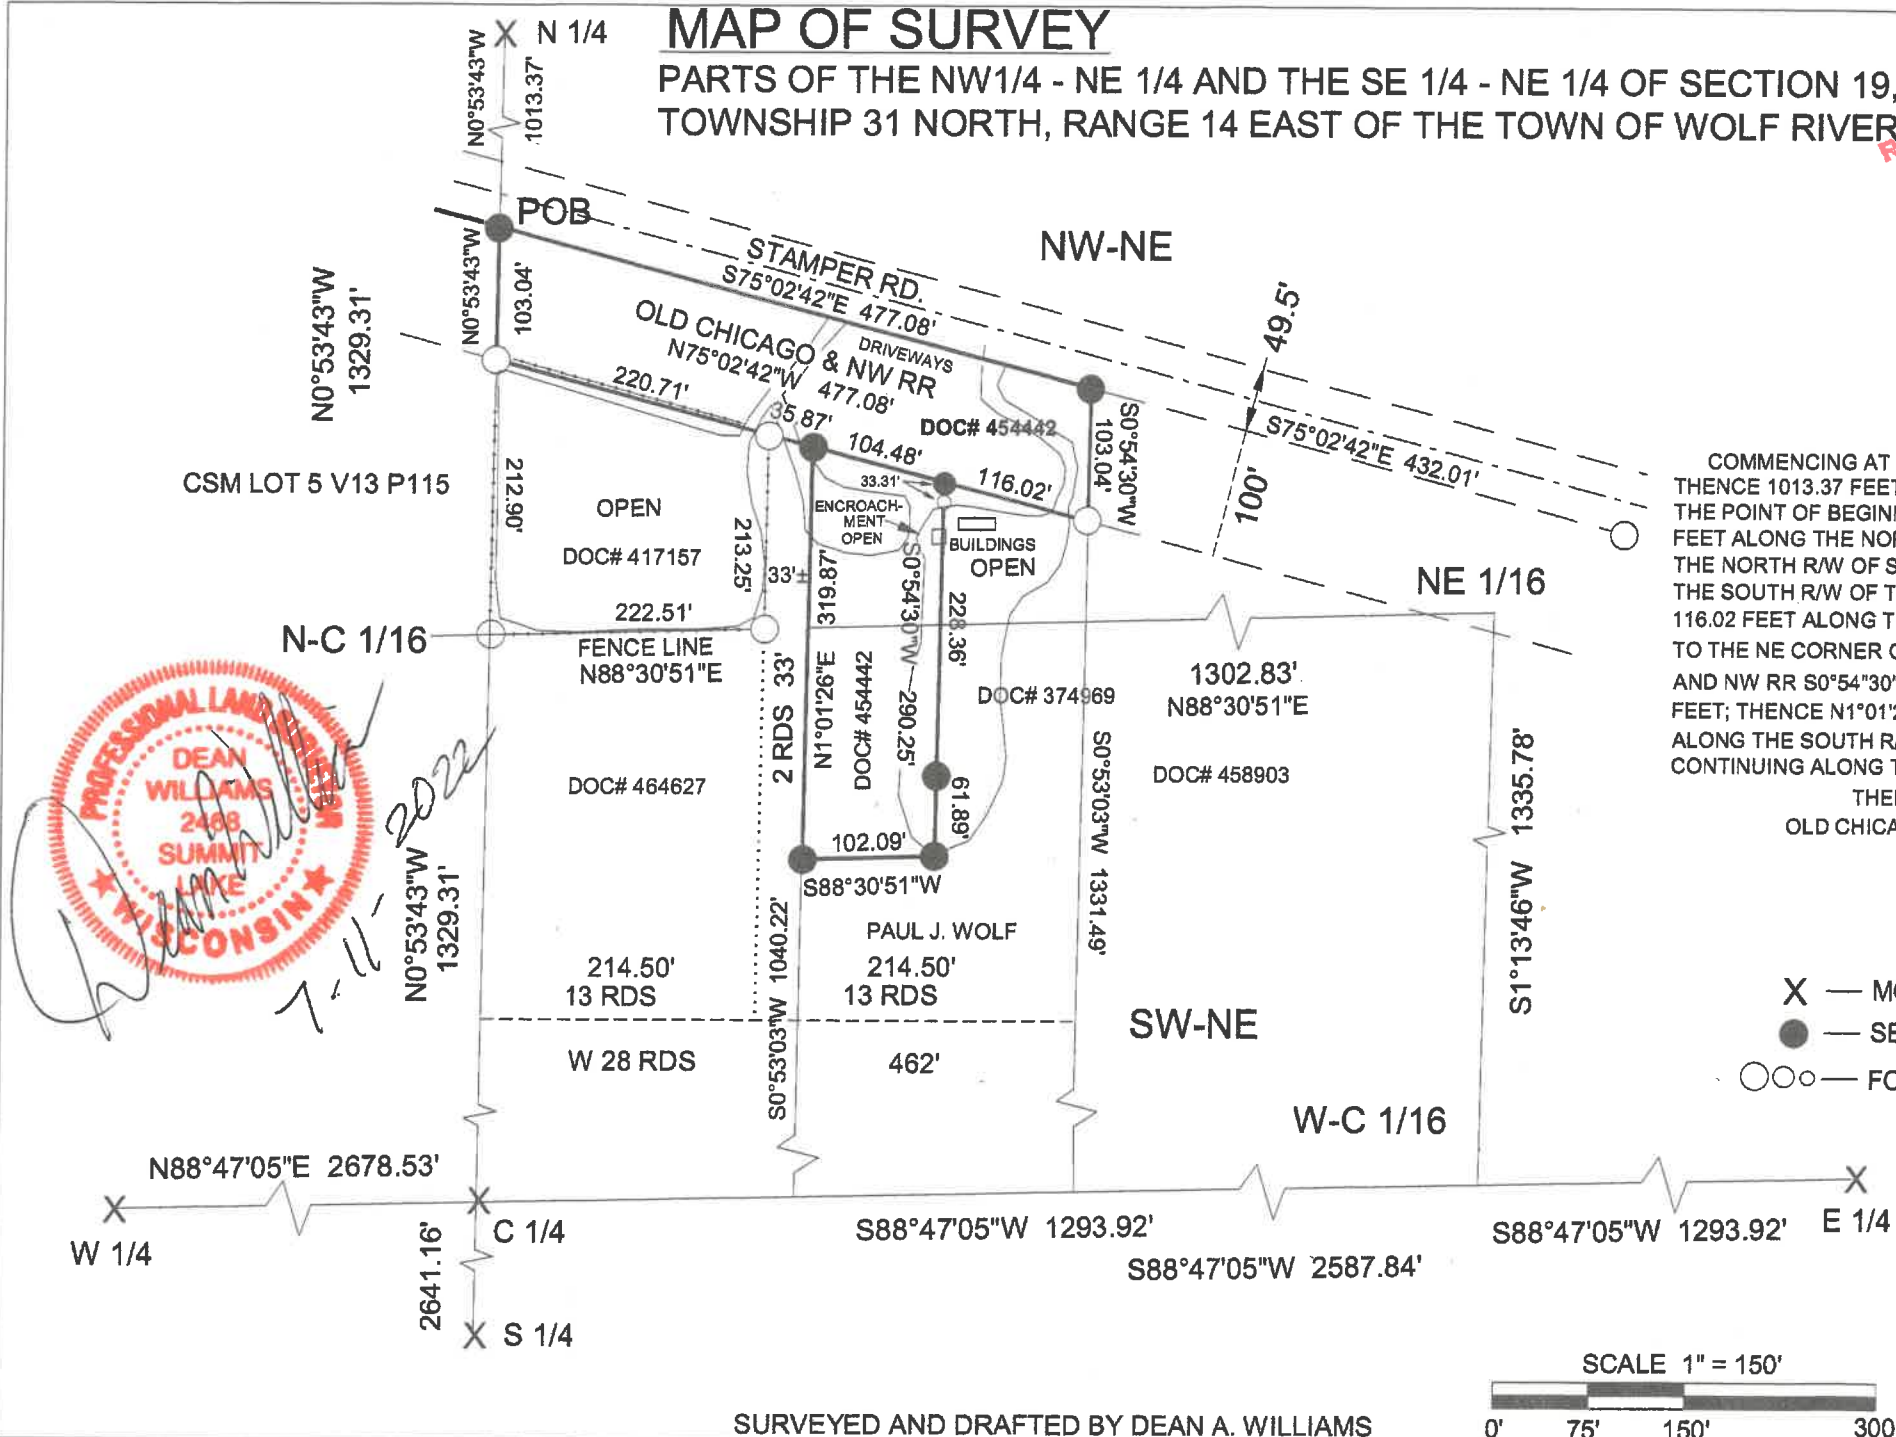 MAP OF SURVEY
PARTS OF THE NW1/4 - NE 1/4 AND THE SE 1/4 - NE 1/4 OF SECTION 19,
TOWNSHIP 31 NORTH, RANGE 14 EAST OF THE TOWN OF WOLF RIVER
N 1/4
N0°53'43"W
1013.37'
POB
NW-NE
STAMPER RD.
S75°02'42"E 477.08'
N0°53'43"W
103.04'
N0°53'43"W
1329.31'
OLD CHICAGO & NW RR
N75°02'42"W 477.08'
DRIVEWAYS
49.5'
100'
S75°02'42"E 432.01'
220.71'
35.87'
104.48'
DOC# 454442
S0°54'30"W
103.04'
116.02'
33.31'
CSM LOT 5 V13 P115
212.90'
OPEN
DOC# 417157
213.25'
33'±
ENCROACH-
MENT
OPEN
BUILDINGS
OPEN
319.87'
N1°01'26"E
S0°54'30"W
290.25'
228.36'
NE 1/16
N-C 1/16
222.51'
FENCE LINE
N88°30'51"E
2 RDS 33'
DOC# 454442
DOC# 374969
1302.83'
N88°30'51"E
DOC# 464627
DOC# 458903
61.89'
102.09'
S88°30'51"W
S0°53'03"W 1331.49'
S1°13'46"W 1335.78'
PAUL J. WOLF
S0°53'03"W 1040.22'
N0°53'43"W
1329.31'
214.50'
13 RDS
214.50'
13 RDS
SW-NE
W 28 RDS
462'
W-C 1/16
PROFESSIONAL LAND SURVEYOR
DEAN
WILLIAMS
2468
SUMMIT
LAKE
WISCONSIN
Dean Williams
7-11-2022
N88°47'05"E 2678.53'
W 1/4
C 1/4
2641.16'
S 1/4
S88°47'05"W 1293.92'
S88°47'05"W 1293.92'
E 1/4
S88°47'05"W 2587.84'
COMMENCING AT
THENCE 1013.37 FEET
THE POINT OF BEGINN
FEET ALONG THE NOR
THE NORTH R/W OF S
THE SOUTH R/W OF T
116.02 FEET ALONG T
TO THE NE CORNER O
AND NW RR S0°54"30'
FEET; THENCE N1°01'2
ALONG THE SOUTH R/
CONTINUING ALONG T
THE
OLD CHICA
X — MO
— SE
— FO
SCALE 1" = 150'
0' 75' 150' 300
SURVEYED AND DRAFTED BY DEAN A. WILLIAMS